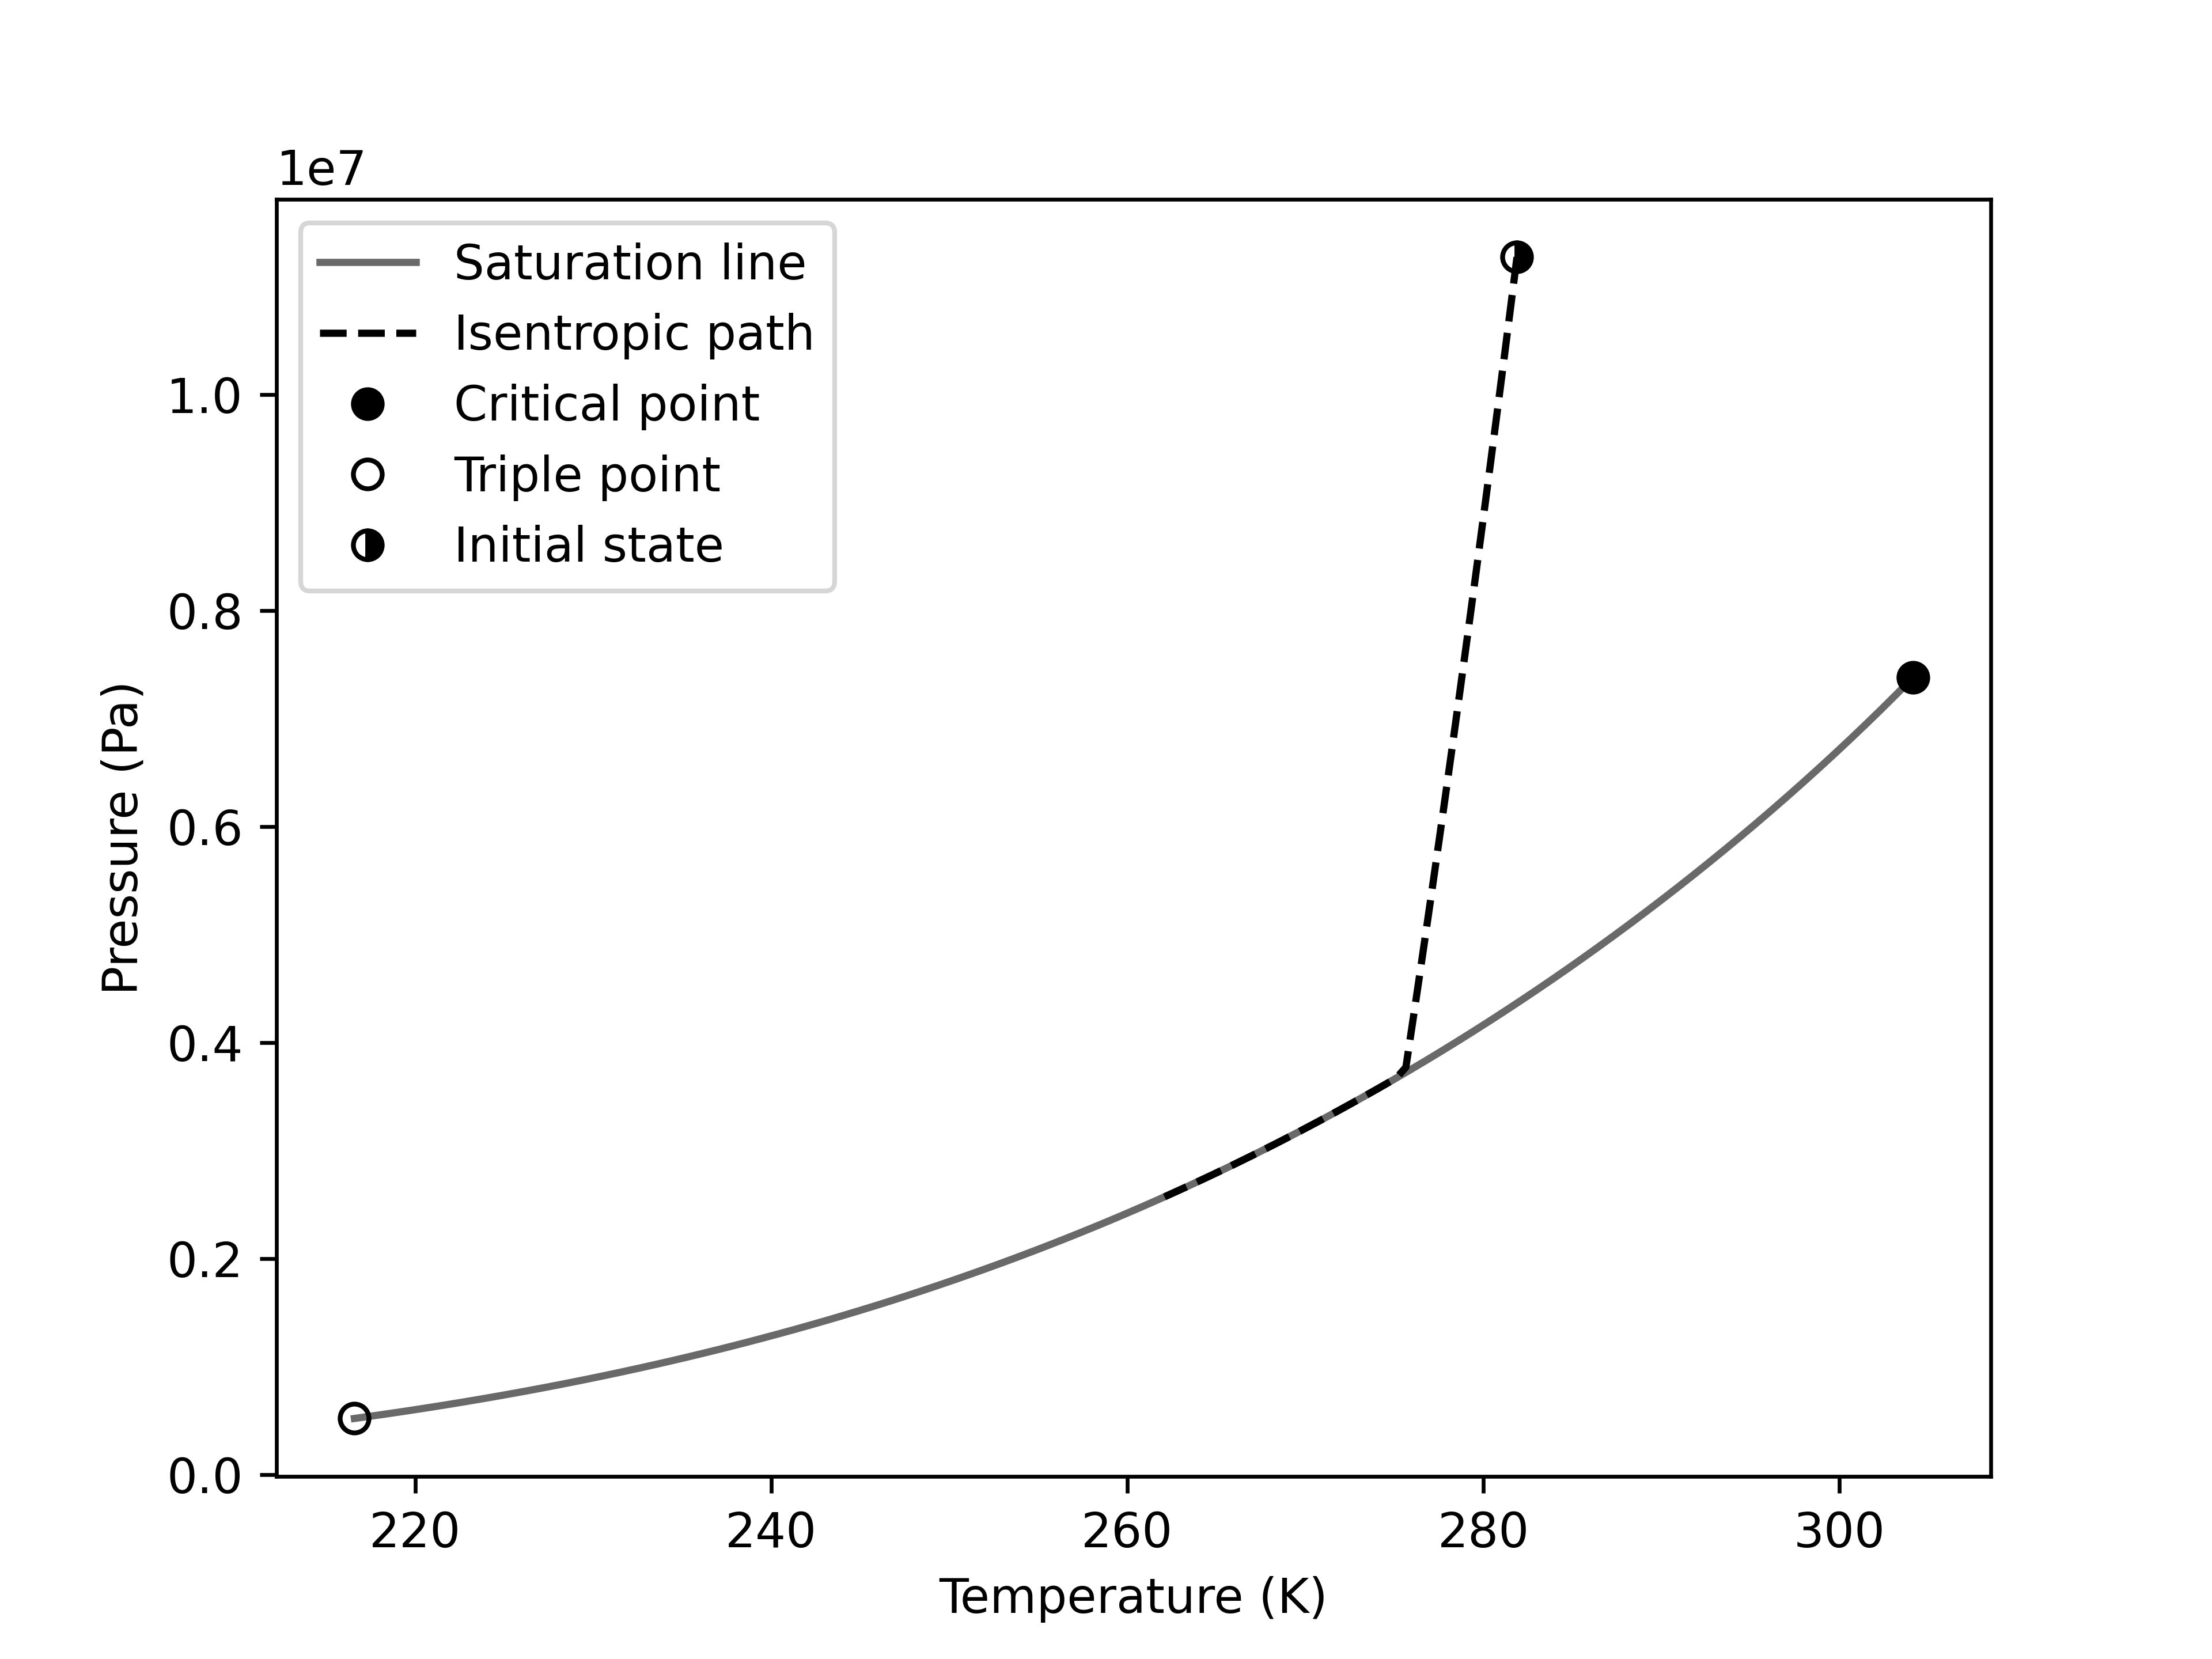 1e7
Saturation line
Isentropic path
Critical point
Triple point
Initial state
1.0
0.8
0.6
0.4
0.2
0.0
Pressure (Pa)
220 240 260 280 300
Temperature (K)